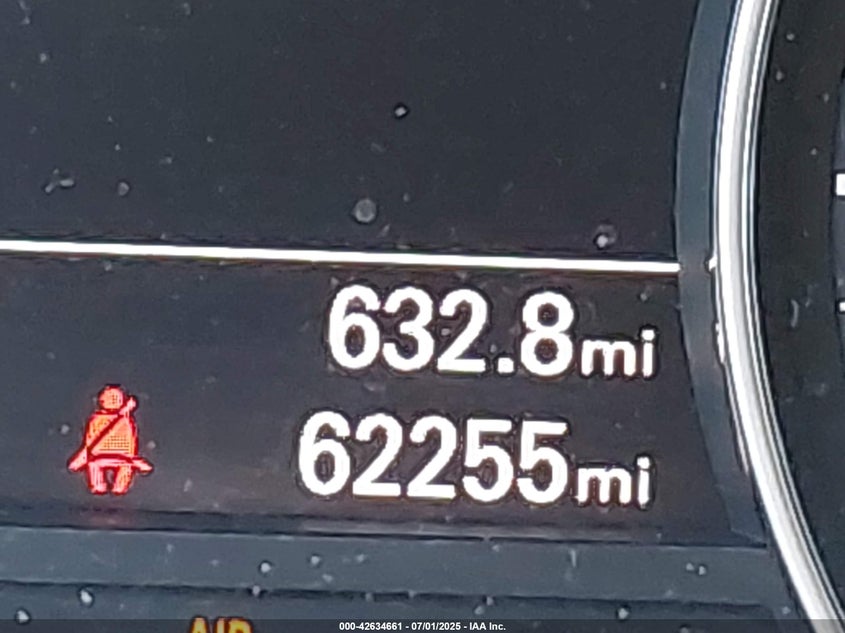 632.8mi
62255mi
000-42634661 - 07/01/2025 - IAA Inc.